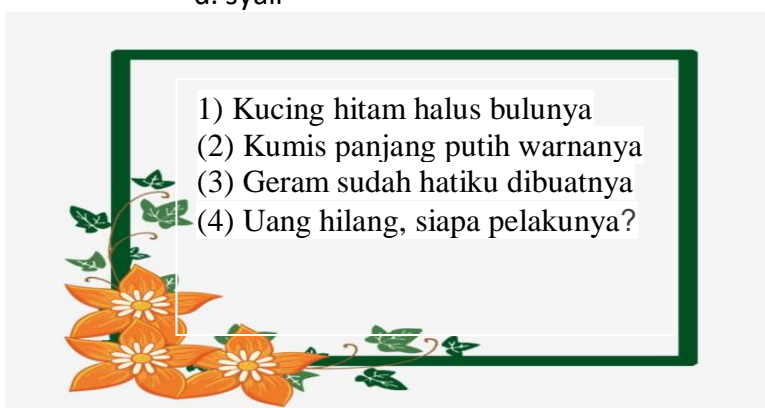 d. syair
1) Kucing hitam halus bulunya
(2) Kumis panjang putih warnanya
(3) Geram sudah hatiku dibuatnya
(4) Uang hilang, siapa pelakunya?